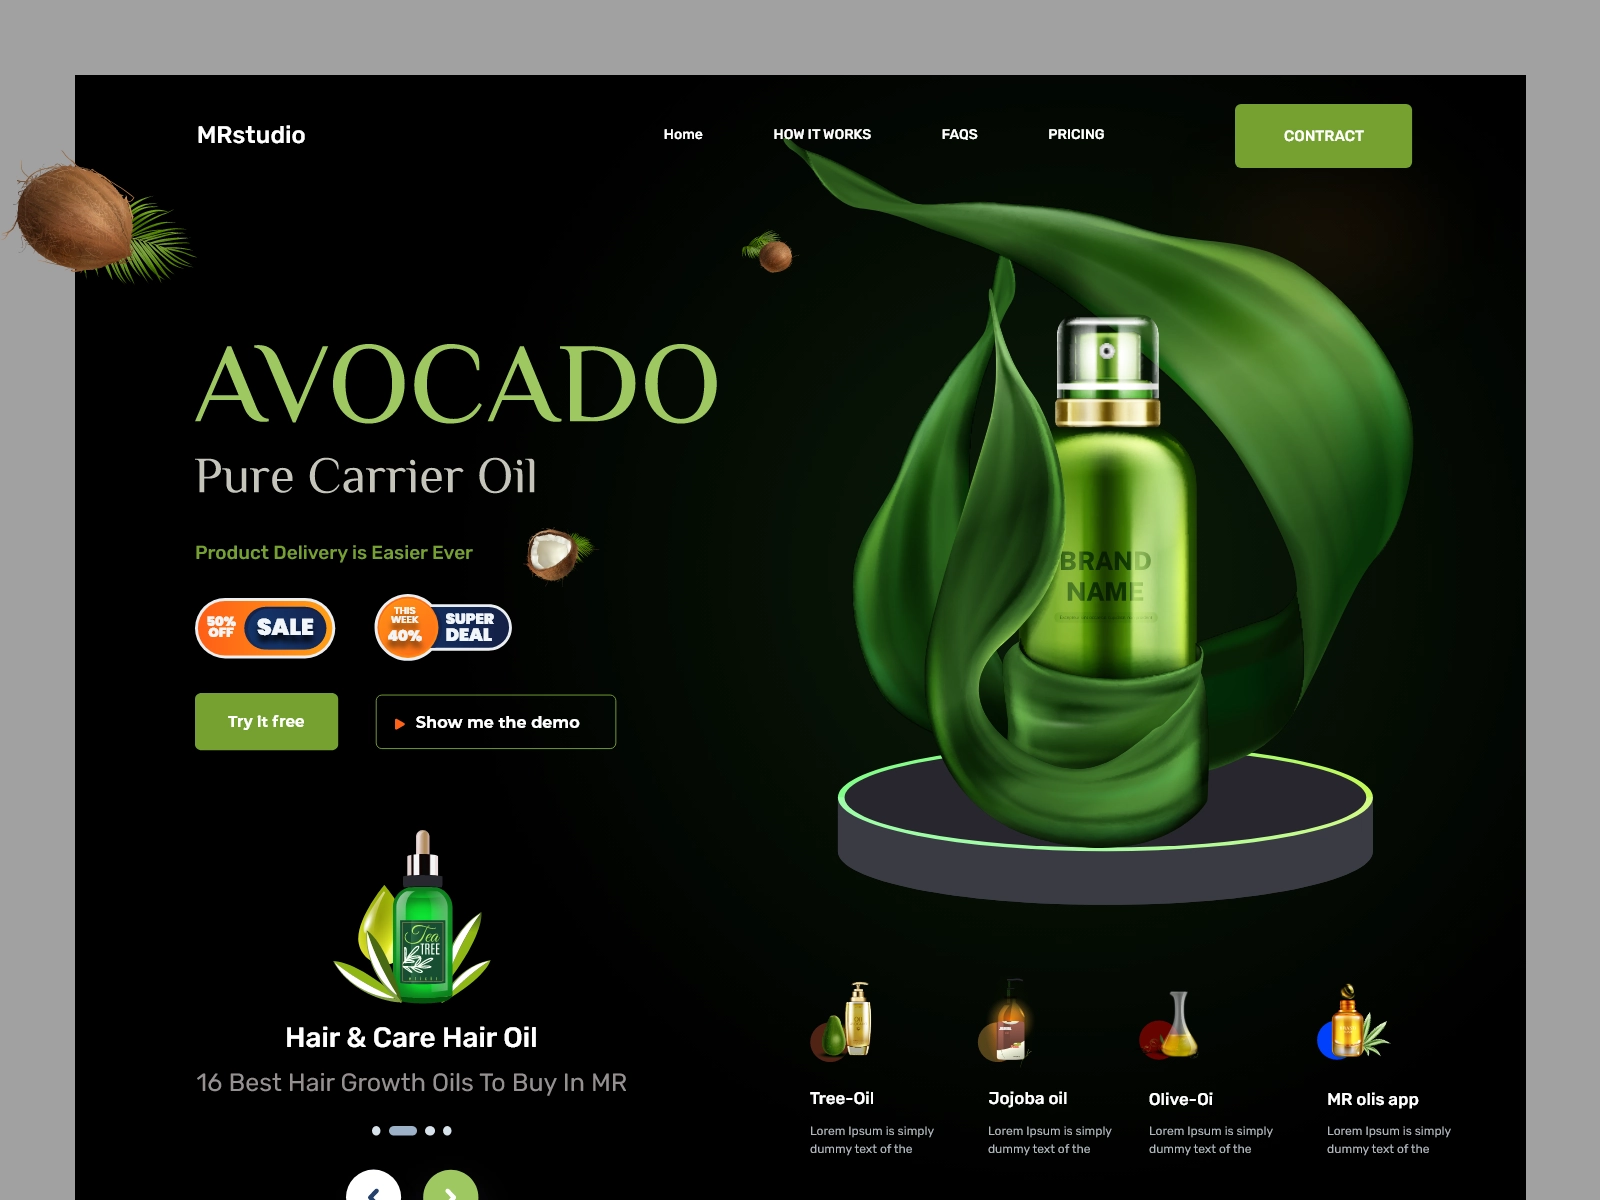 MRstudio
Home
HOW IT WORKS
FAQS
PRICING
CONTRACT
AVOCADO
Pure Carrier Oil
Product Delivery is Easier Ever
50%
OFF
SALE
THIS
WEEK
40%
SUPER
DEAL
Try It free
Show me the demo
BRAND
NAME
Tea
TREE
Hair & Care Hair Oil
16 Best Hair Growth Oils To Buy In MR
Tree-Oil
Lorem Ipsum is simply
dummy text of the
Jojoba oil
Lorem Ipsum is simply
dummy text of the
Olive-Oi
Lorem Ipsum is simply
dummy text of the
MR olis app
Lorem Ipsum is simply
dummy text of the